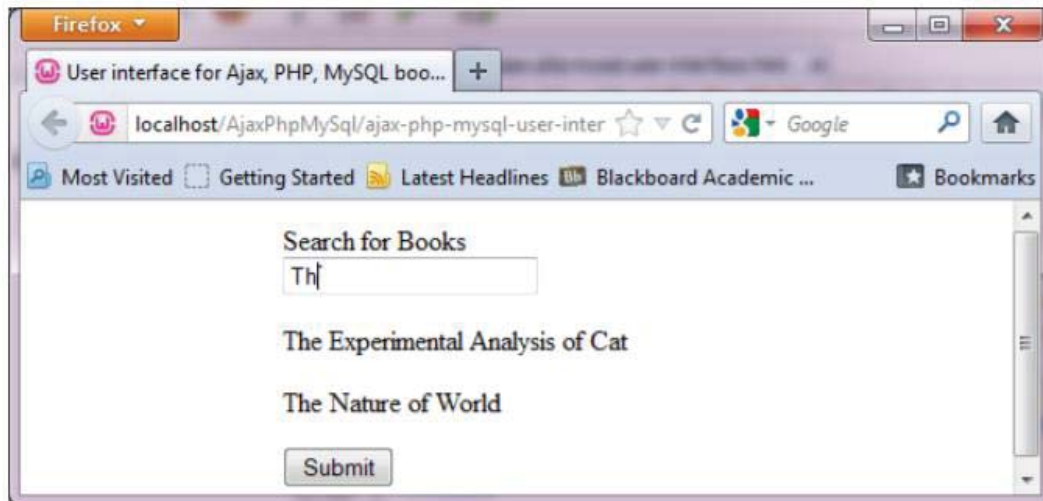 Firefox
User interface for Ajax, PHP, MySQL boo...
localhost/AjaxPhpMySql/ajax-php-mysql-user-inter
Google
Most Visited Getting Started Latest Headlines Bb Blackboard Academic ... Bookmarks
Search for Books
Th
The Experimental Analysis of Cat
The Nature of World
Submit